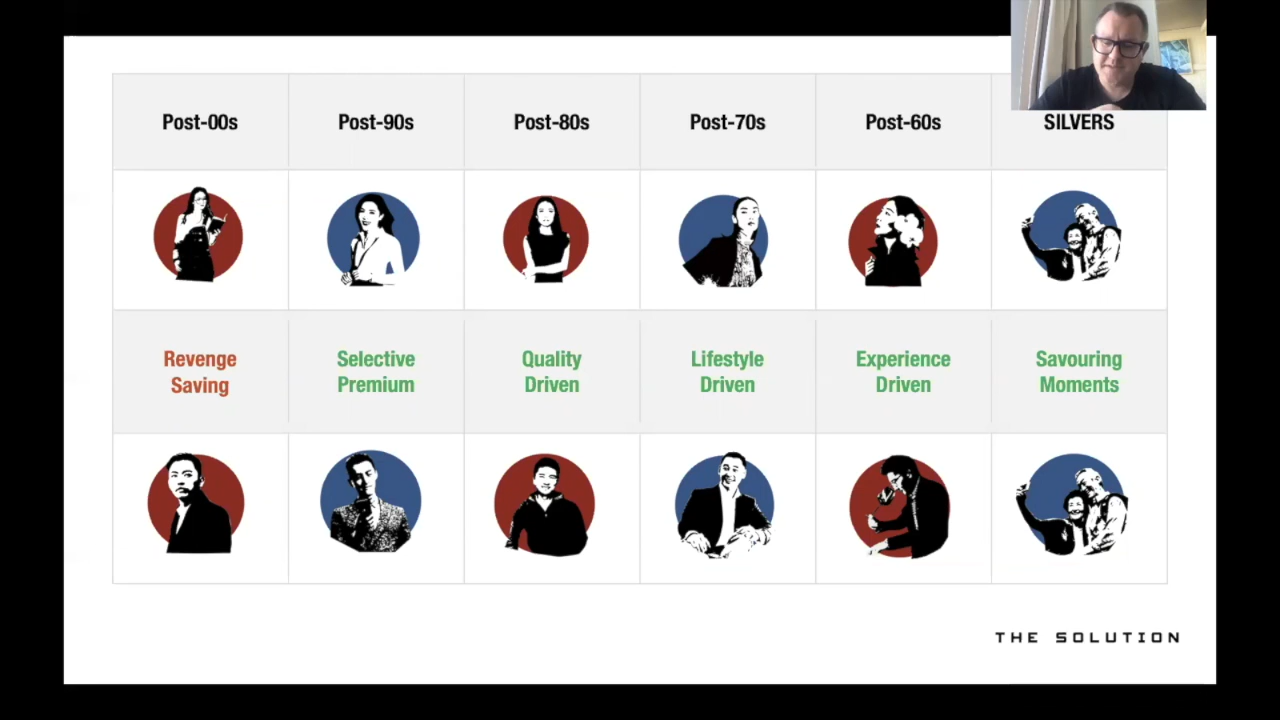 Post-00s
Post-90s
Post-80s
Post-70s
Post-60s
SILVERS
Revenge
Saving
Selective
Premium
Quality
Driven
Lifestyle
Driven
Experience
Driven
Savouring
Moments
THE SOLUTION